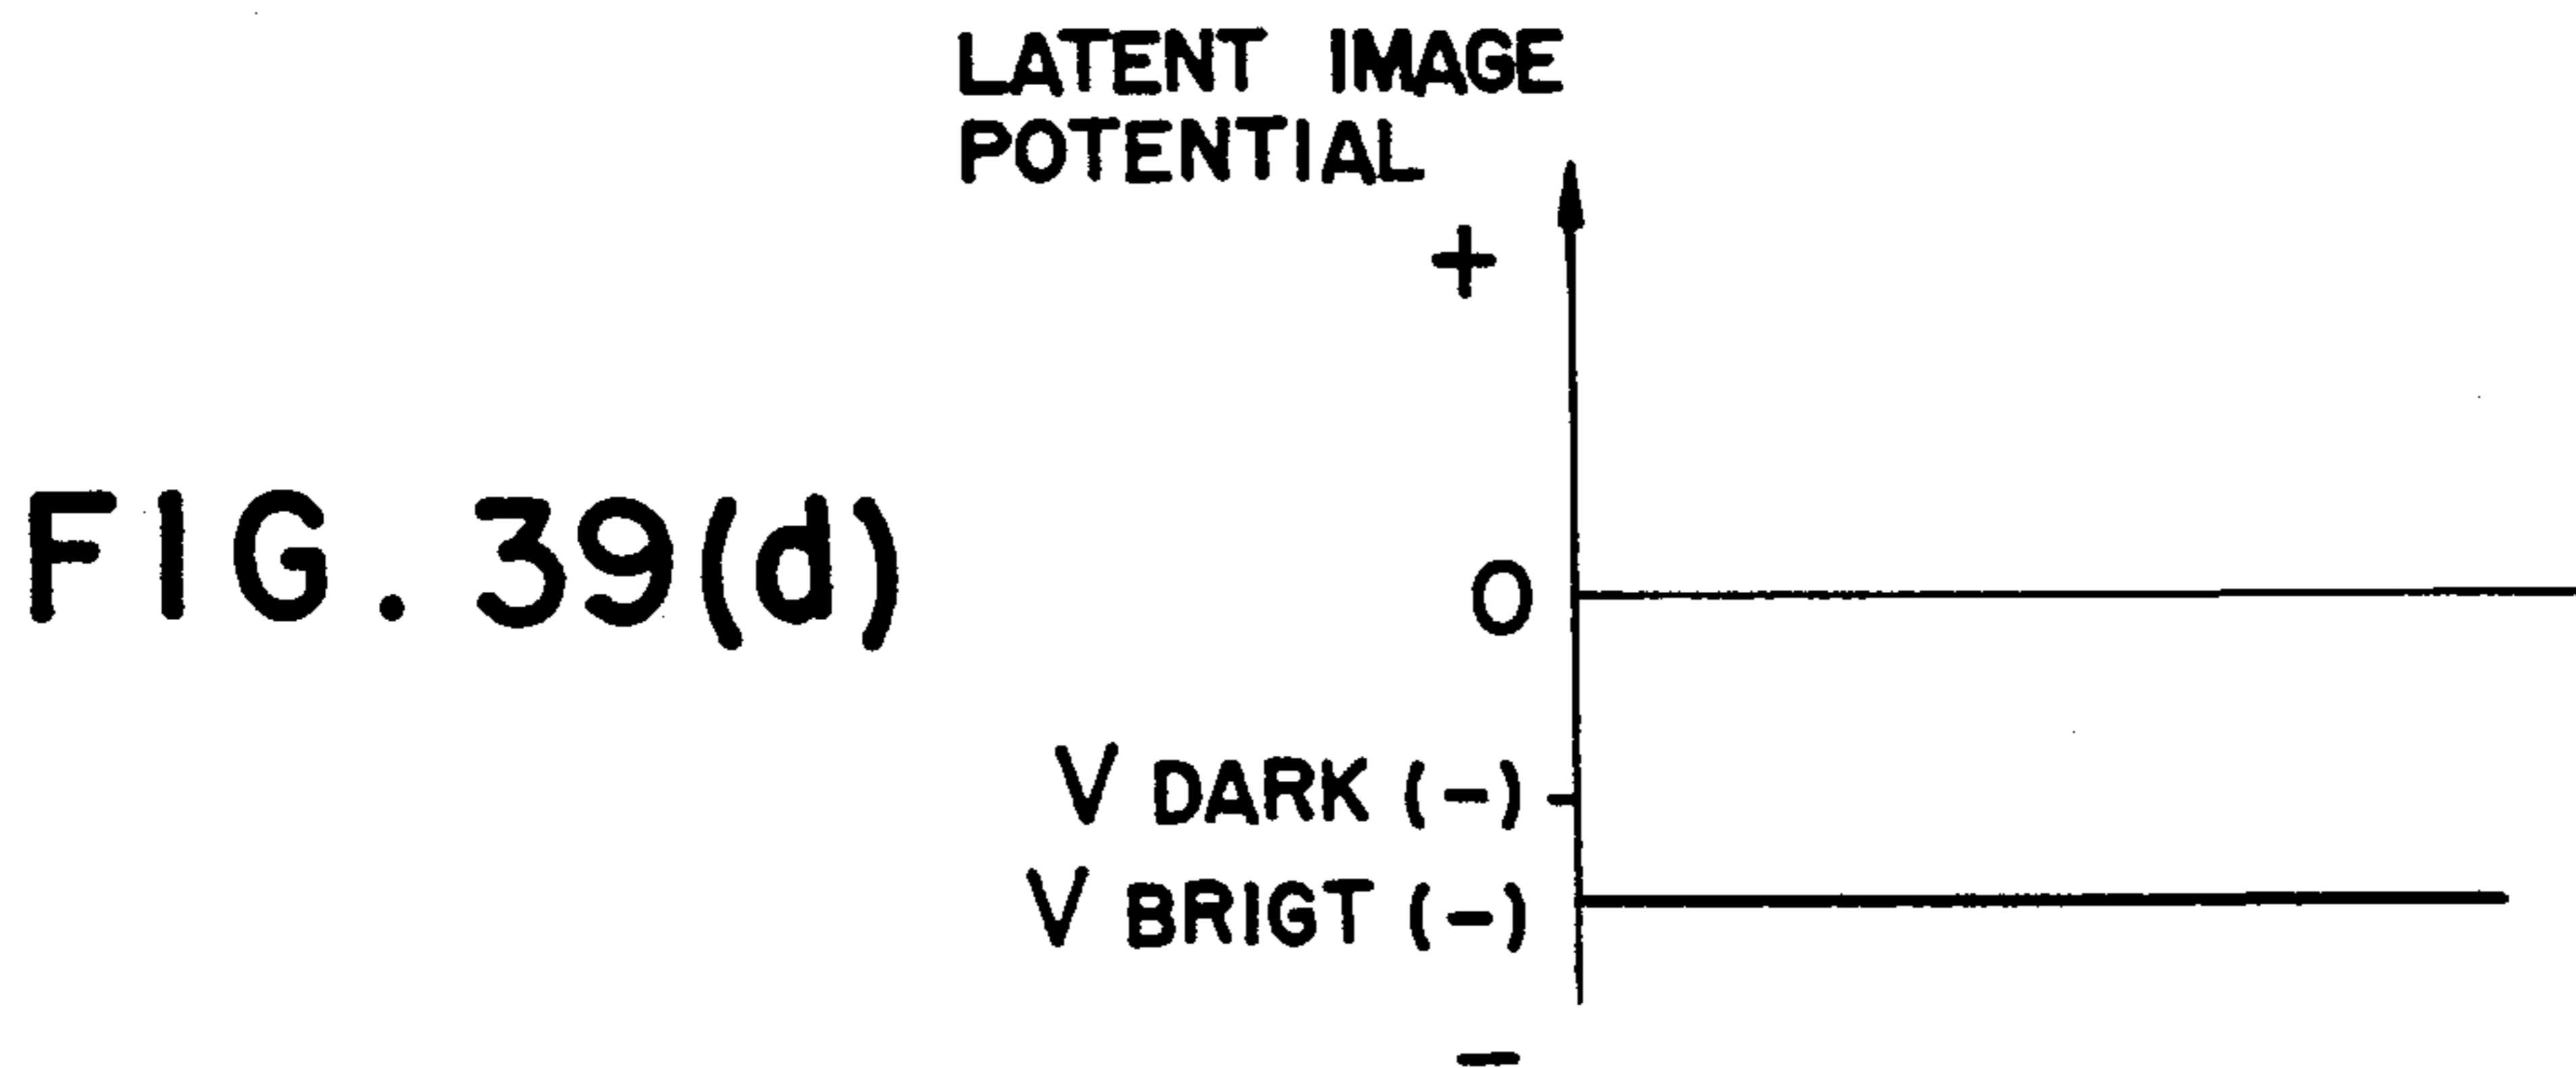 LATENT IMAGE
POTENTIAL
+
FIG. 39(d)
0
V DARK (-)
V BRIGT (-)
-